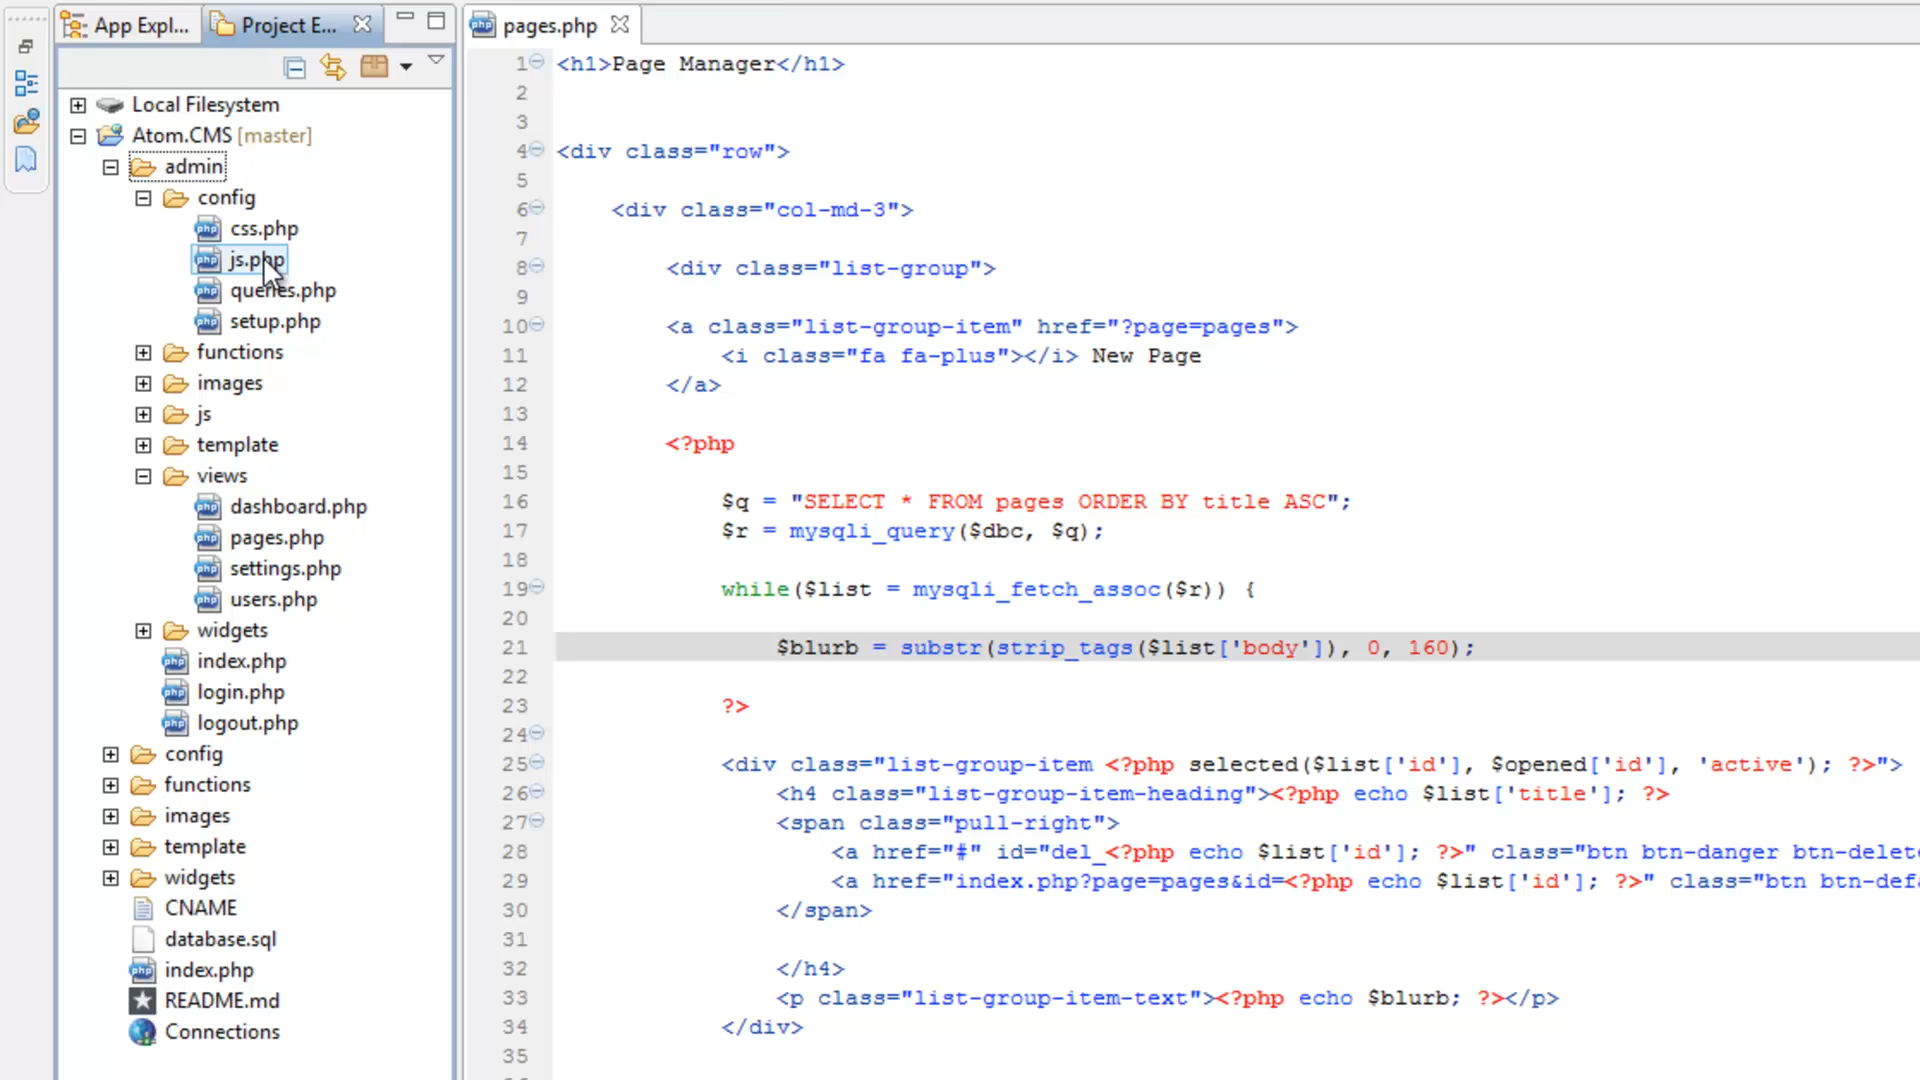 App Expl...
Project E...
Local Filesystem
Atom.CMS [master]
admin
config
css.php
js.php
queries.php
setup.php
functions
images
js
template
views
dashboard.php
pages.php
settings.php
users.php
widgets
index.php
login.php
logout.php
config
functions
images
template
widgets
CNAME
database.sql
index.php
README.md
Connections
pages.php
1 <h1>Page Manager</h1>
2
3
4 <div class="row">
5
6 <div class="col-md-3">
7
8 <div class="list-group">
9
10 <a class="list-group-item" href="?page=pages">
11 <i class="fa fa-plus"></i> New Page
12 </a>
13
14 <?php
15
16 $q = "SELECT * FROM pages ORDER BY title ASC";
17 $r = mysqli_query($dbc, $q);
18
19 while($list = mysqli_fetch_assoc($r)) {
20
21 $blurb = substr(strip_tags($list['body']), 0, 160);
22
23 ?>
24
25 <div class="list-group-item <?php selected($list['id'], $opened['id'], 'active'); ?>">
26 <h4 class="list-group-item-heading"><?php echo $list['title']; ?>
27 <span class="pull-right">
28 <a href="#" id="del_<?php echo $list['id']; ?>" class="btn btn-danger btn-delet
29 <a href="index.php?page=pages&id=<?php echo $list['id']; ?>" class="btn btn-def
30 </span>
31
32 </h4>
33 <p class="list-group-item-text"><?php echo $blurb; ?></p>
34 </div>
35